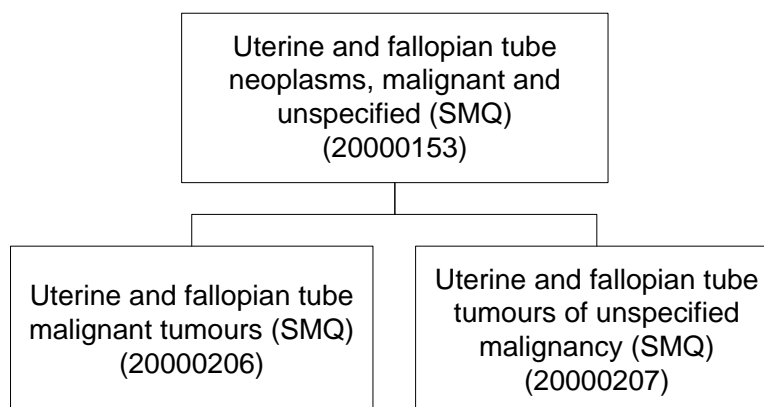 Uterine and fallopian tube
neoplasms, malignant and
unspecified (SMQ)
(20000153)
Uterine and fallopian tube
malignant tumours (SMQ)
(20000206)
Uterine and fallopian tube
tumours of unspecified
malignancy (SMQ)
(20000207)